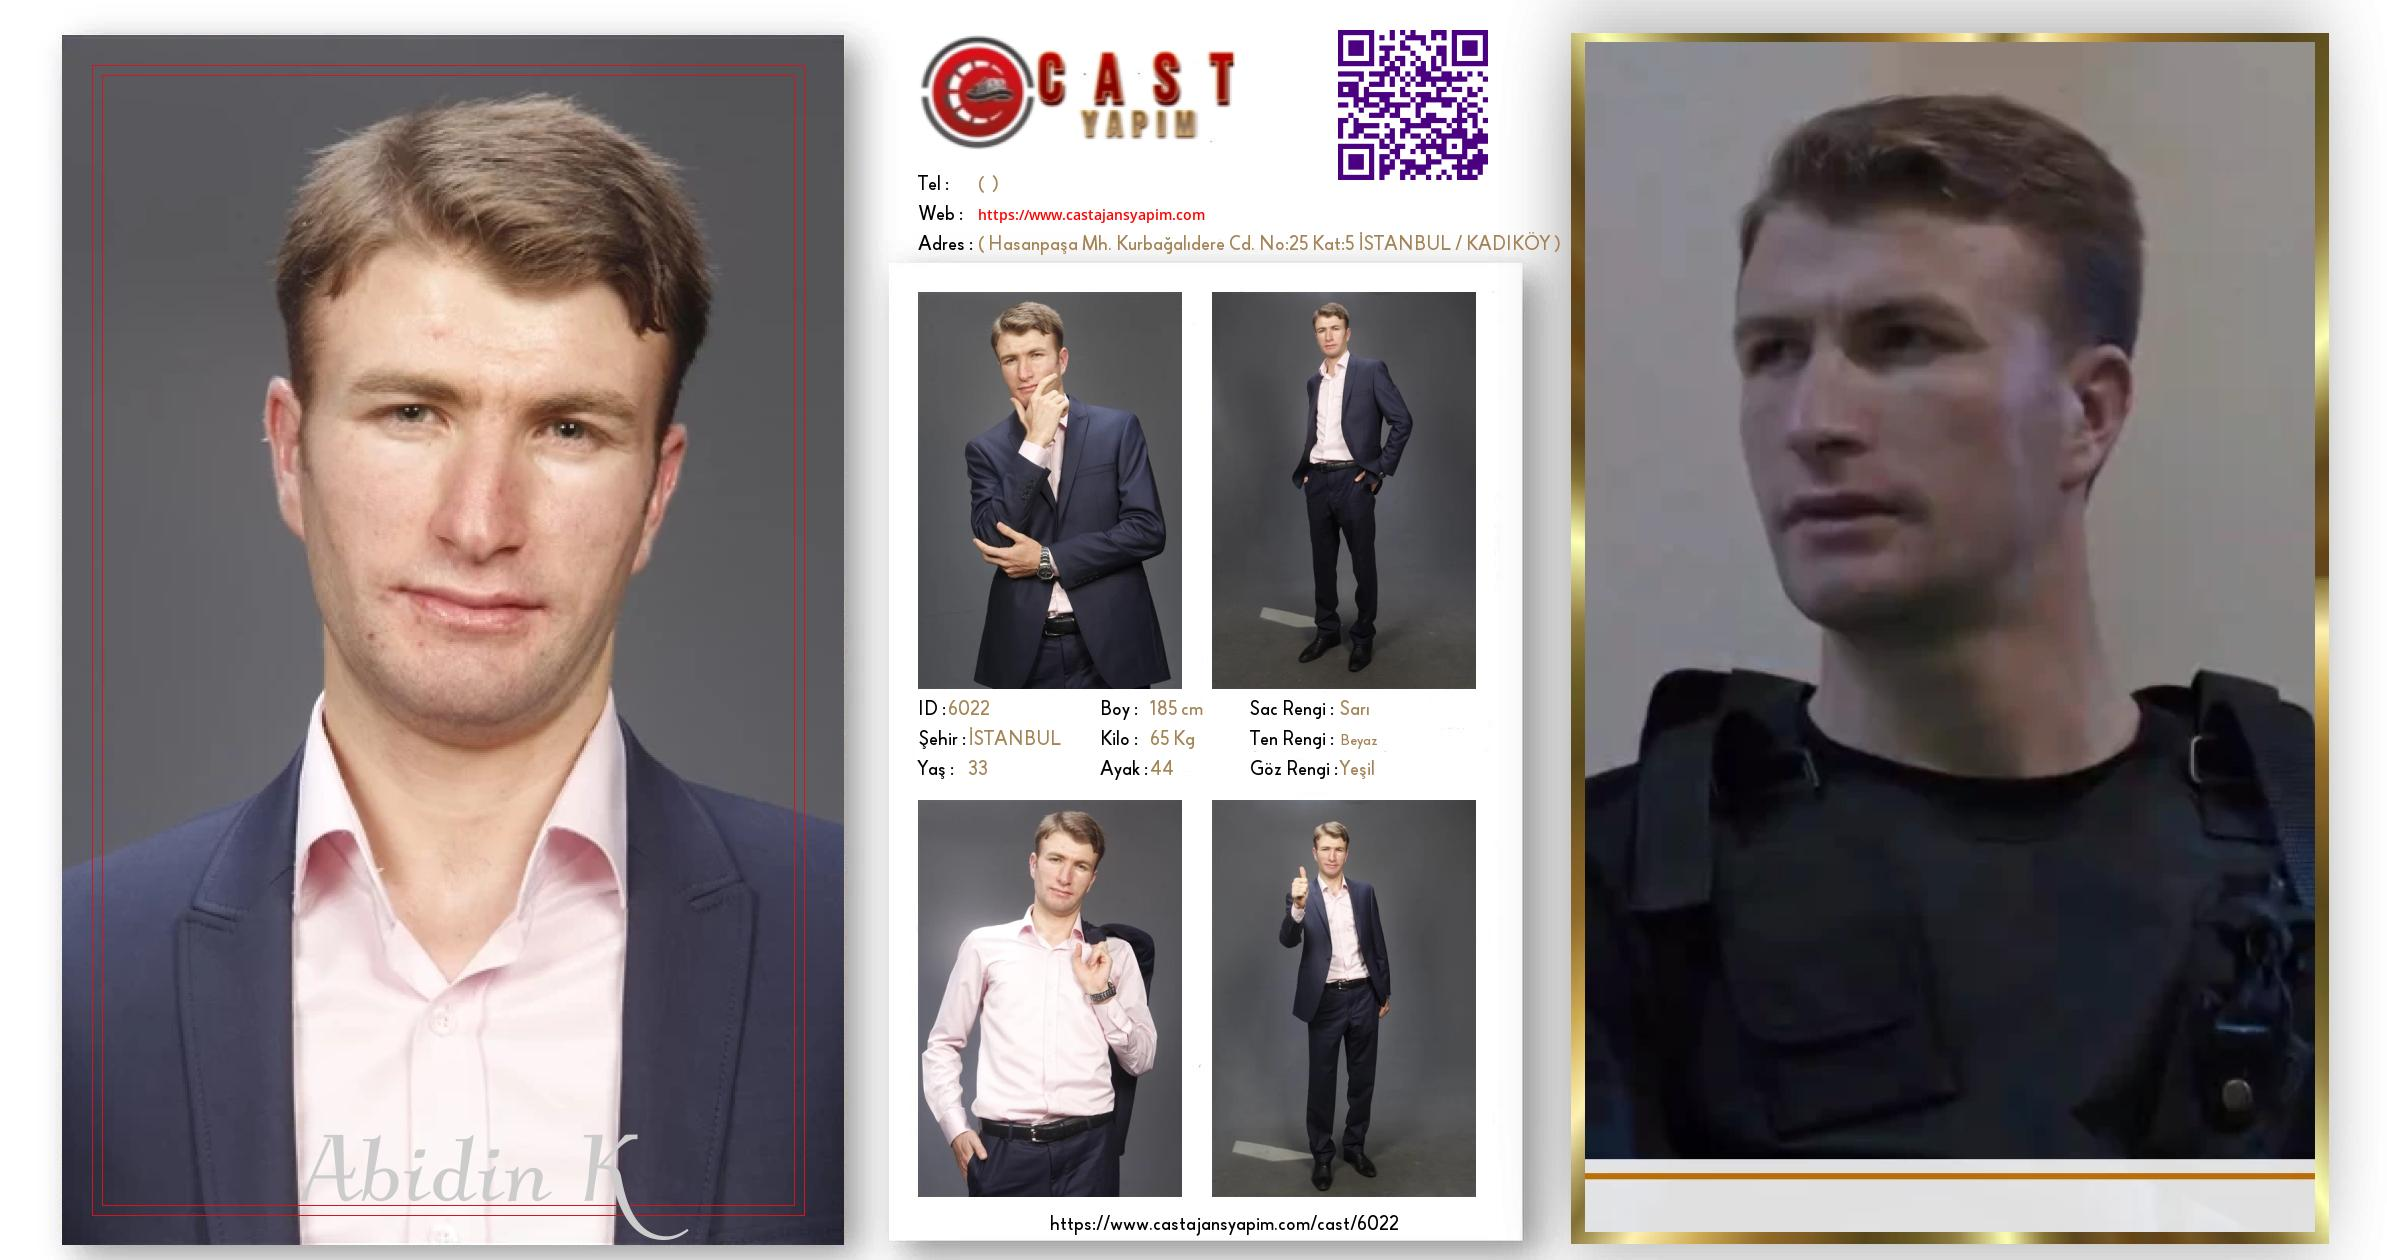 CAST
YAPIM
Tel : ( )
Web : https://www.castajansyapim.com
Adres : ( Hasanpaşa Mh. Kurbağalıdere Cd. No:25 Kat:5 İSTANBUL / KADIKÖY )
ID : 6022 Boy : 185 cm Sac Rengi : Sarı
Şehir : İSTANBUL Kilo : 65 Kg Ten Rengi : Beyaz
Yaş : 33 Ayak : 44 Göz Rengi : Yeşil
Abidin K
https://www.castajansyapim.com/cast/6022